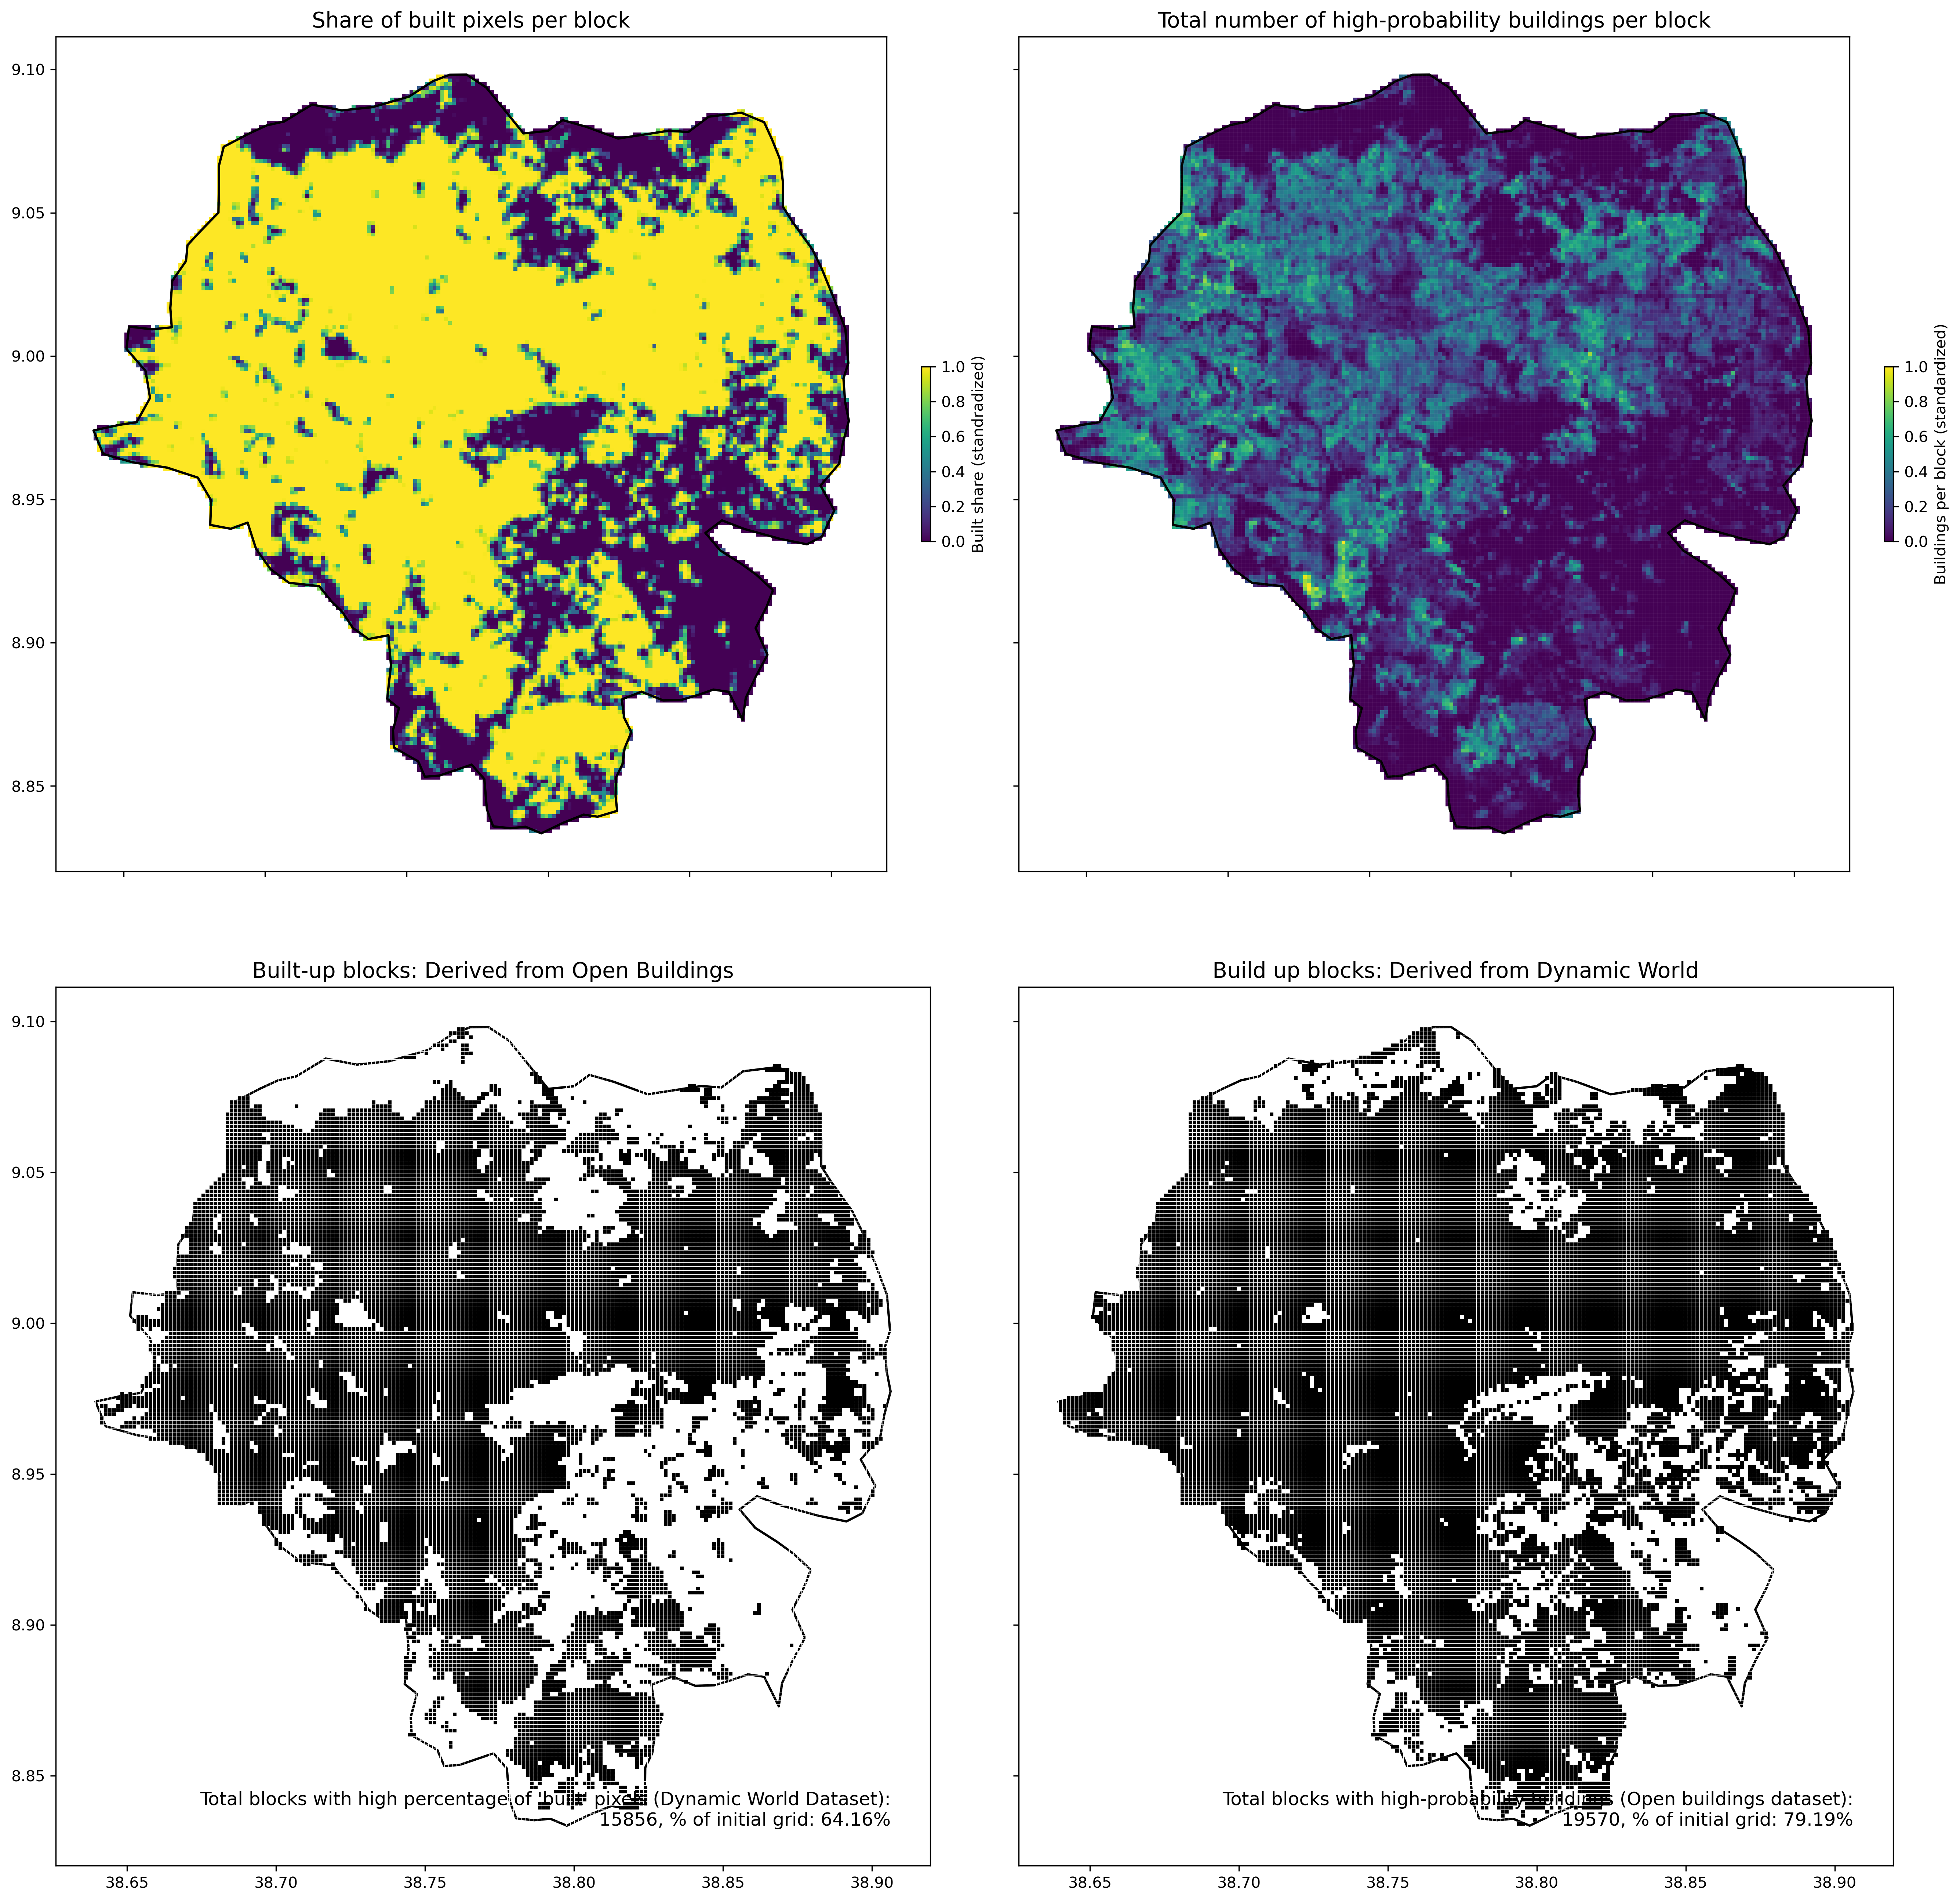 Share of built pixels per block
Total number of high-probability buildings per block
9.10
9.05
9.00
8.95
8.90
8.85
1.0
0.8
0.6
0.4
0.2
0.0
Built share (standradized)
1.0
0.8
0.6
0.4
0.2
0.0
Buildings per block (standardized)
Built-up blocks: Derived from Open Buildings
Build up blocks: Derived from Dynamic World
9.10
9.05
9.00
8.95
8.90
8.85
Total blocks with high percentage of 'built' pixels (Dynamic World Dataset):
15856, % of initial grid: 64.16%
Total blocks with high-probability buildings (Open buildings dataset):
19570, % of initial grid: 79.19%
38.65 38.70 38.75 38.80 38.85 38.90
38.65 38.70 38.75 38.80 38.85 38.90